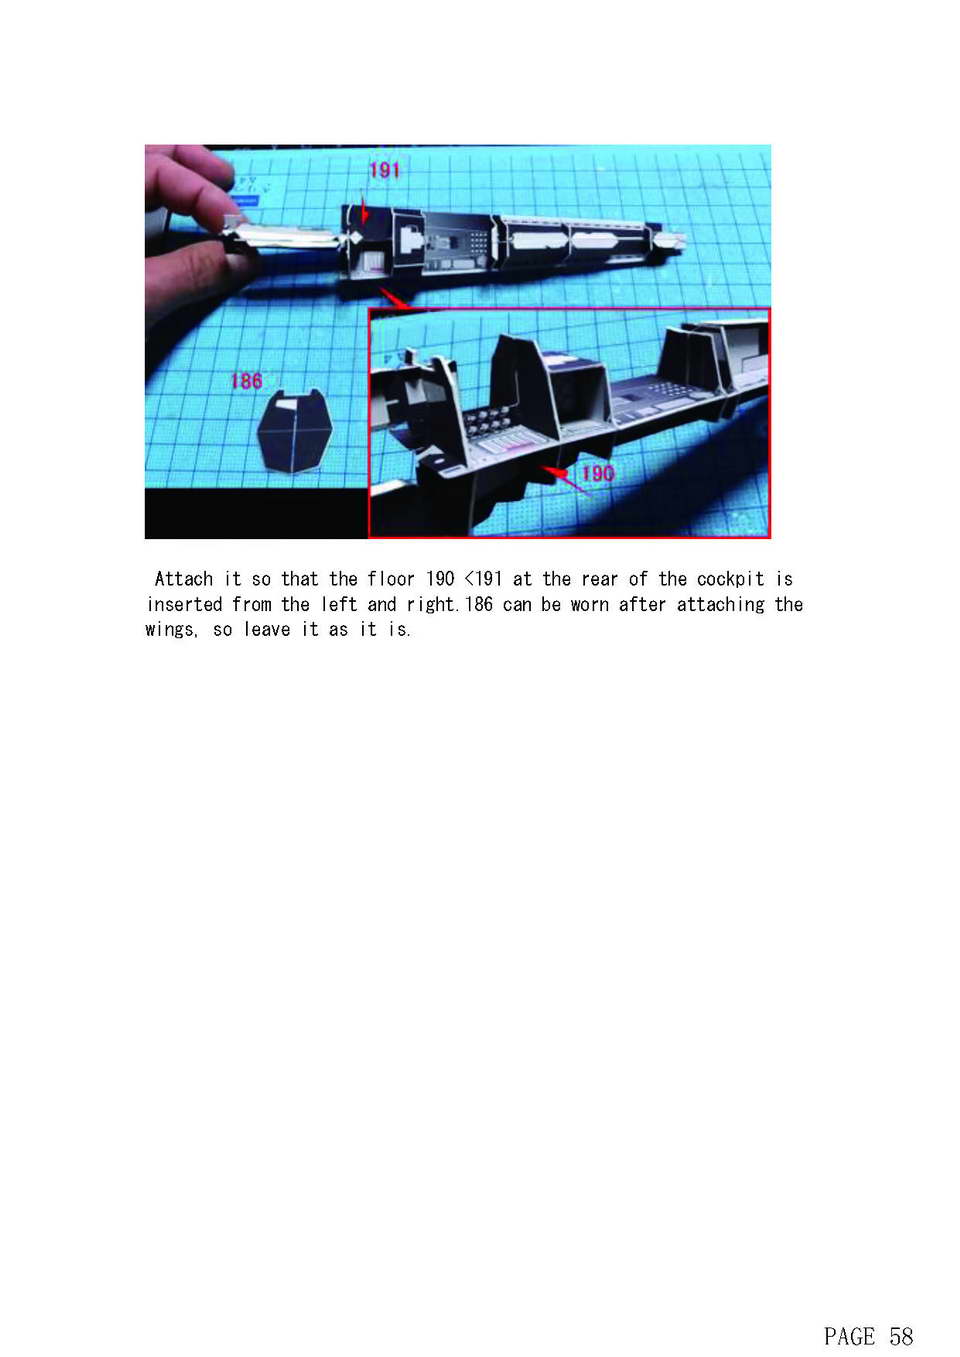 191
186
190
Attach it so that the floor 190 <191 at the rear of the cockpit is
inserted from the left and right.186 can be worn after attaching the
wings, so leave it as it is.
PAGE 58